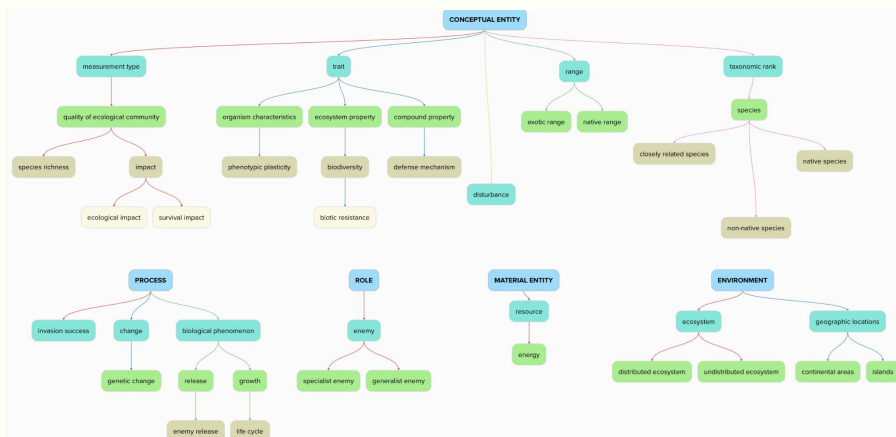 CONCEPTUAL ENTITY
measurement type
trait
range
taxonomic rank
quality of ecological community
organism characteristics
ecosystem property
compound property
exotic range
native range
species
species richness
impact
phenotypic plasticity
biodiversity
defense mechanism
closely related species
native species
disturbance
ecological impact
survival impact
biotic resistance
non-native species
PROCESS
ROLE
MATERIAL ENTITY
ENVIRONMENT
invasion success
change
biological phenomenon
enemy
resource
ecosystem
geographic locations
genetic change
release
growth
specialist enemy
generalist enemy
energy
distributed ecosystem
undistributed ecosystem
continental areas
islands
enemy release
life cycle